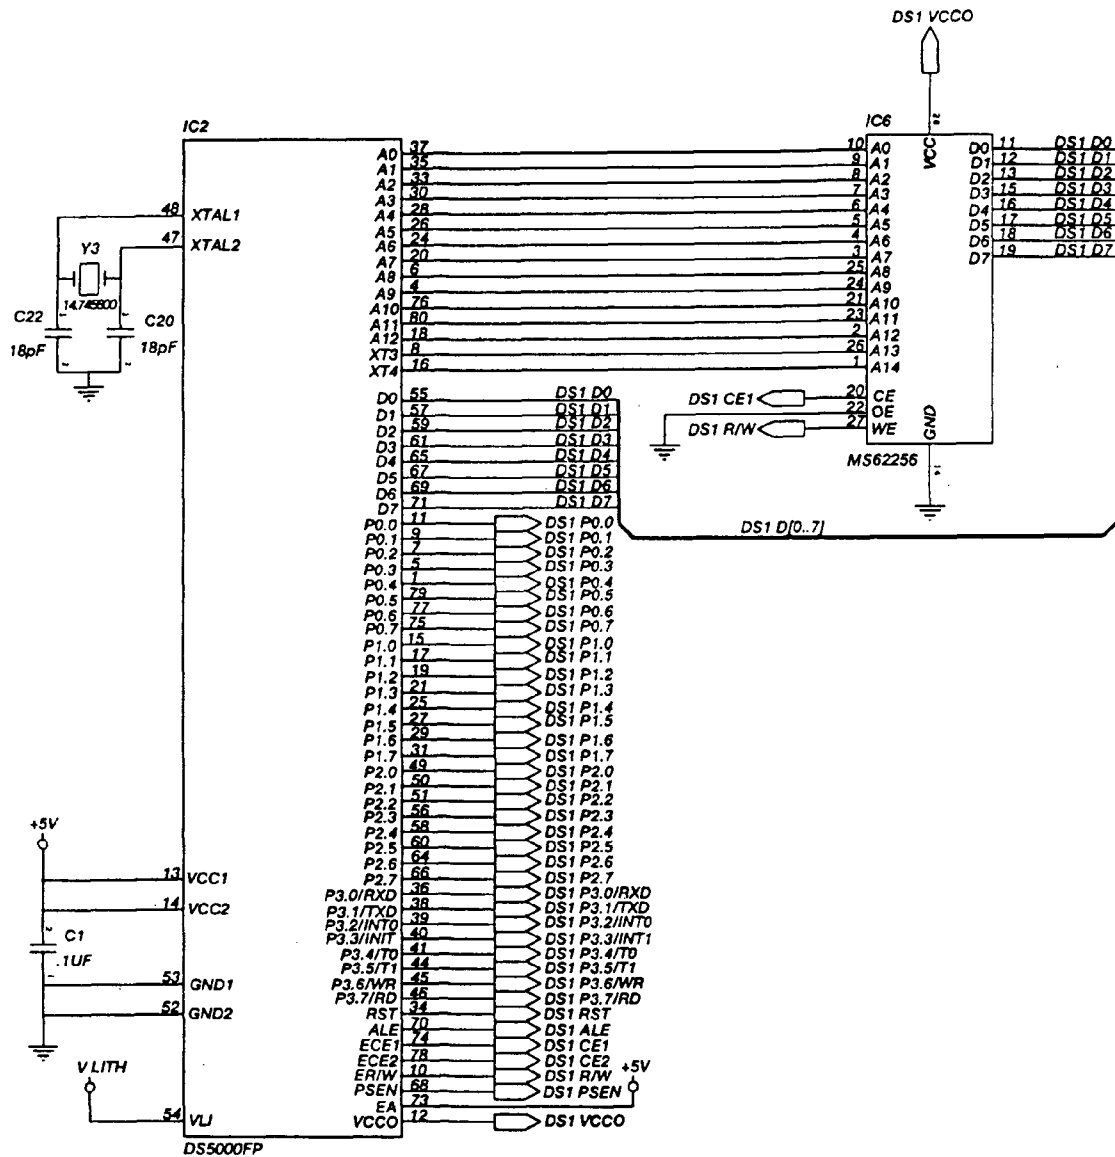 DS1 VCCO
IC2
IC6
A0 37
A1 35
A2 33
A3 30
A4 28
A5 26
A6 24
A7 20
A8 6
A9 4
A10 76
A11 80
A12 18
XT3 8
XT4 16
10 A0
9 A1
8 A2
7 A3
6 A4
5 A5
4 A6
3 A7
25 A8
24 A9
21 A10
23 A11
2 A12
26 A13
1 A14
VCC
D0 11 DS1 D0
D1 12 DS1 D1
D2 13 DS1 D2
D3 15 DS1 D3
D4 16 DS1 D4
D5 17 DS1 D5
D6 18 DS1 D6
D7 19 DS1 D7
DS1 CE1 20 CE
22 OE
DS1 R/W 27 WE
GND
MS62256
48 XTAL1
47 XTAL2
Y3
14.745800
C22
18pF
C20
18pF
D0 55 DS1 D0
D1 57 DS1 D1
D2 59 DS1 D2
D3 61 DS1 D3
D4 65 DS1 D4
D5 67 DS1 D5
D6 69 DS1 D6
D7 71 DS1 D7
DS1 D[0..7]
P0.0 11 DS1 P0.0
P0.1 9 DS1 P0.1
P0.2 7 DS1 P0.2
P0.3 5 DS1 P0.3
P0.4 1 DS1 P0.4
P0.5 79 DS1 P0.5
P0.6 77 DS1 P0.6
P0.7 75 DS1 P0.7
P1.0 15 DS1 P1.0
P1.1 17 DS1 P1.1
P1.2 19 DS1 P1.2
P1.3 21 DS1 P1.3
P1.4 25 DS1 P1.4
P1.5 27 DS1 P1.5
P1.6 29 DS1 P1.6
P1.7 31 DS1 P1.7
P2.0 49 DS1 P2.0
P2.1 50 DS1 P2.1
P2.2 51 DS1 P2.2
P2.3 56 DS1 P2.3
P2.4 58 DS1 P2.4
P2.5 60 DS1 P2.5
P2.6 64 DS1 P2.6
P2.7 66 DS1 P2.7
P3.0/RXD 36 DS1 P3.0/RXD
P3.1/TXD 38 DS1 P3.1/TXD
P3.2/INT0 39 DS1 P3.2/INT0
P3.3/INIT 40 DS1 P3.3/INT1
P3.4/T0 41 DS1 P3.4/T0
P3.5/T1 44 DS1 P3.5/T1
P3.6/WR 45 DS1 P3.6/WR
P3.7/RD 46 DS1 P3.7/RD
RST 34 DS1 RST
ALE 70 DS1 ALE
ECE1 74 DS1 CE1
ECE2 78 DS1 CE2
ER/W 10 DS1 R/W
PSEN 68 DS1 PSEN
EA 73 +5V
VCCO 12 DS1 VCCO
+5V
13 VCC1
14 VCC2
C1
.1UF
53 GND1
52 GND2
V LITH
54 VLI
DS5000FP